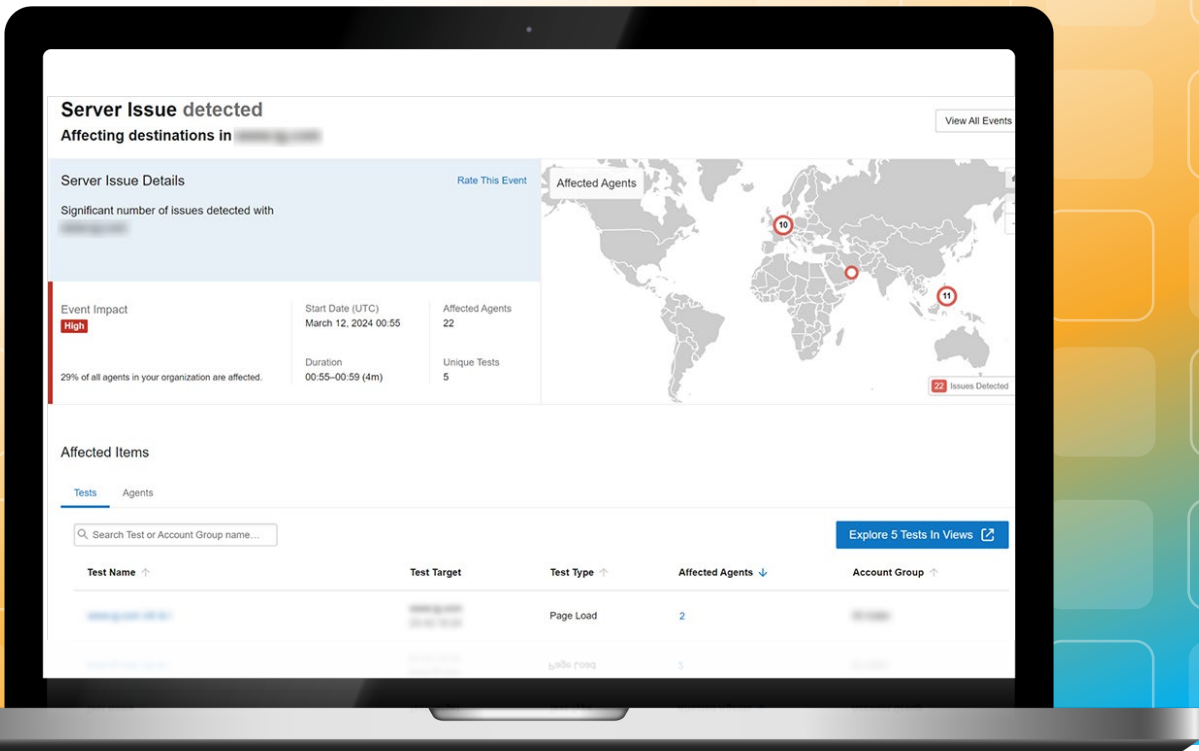 Server Issue detected
Affecting destinations in
View All Events
Server Issue Details
Rate This Event
Significant number of issues detected with
Affected Agents
10
11
22 Issues Detected
Event Impact
High
29% of all agents in your organization are affected.
Start Date (UTC)
March 12, 2024 00:55
Duration
00:55–00:59 (4m)
Affected Agents
22
Unique Tests
5
Affected Items
Tests
Agents
Search Test or Account Group name...
Explore 5 Tests In Views
Test Name
Test Target
Test Type
Affected Agents
Account Group
Page Load
2